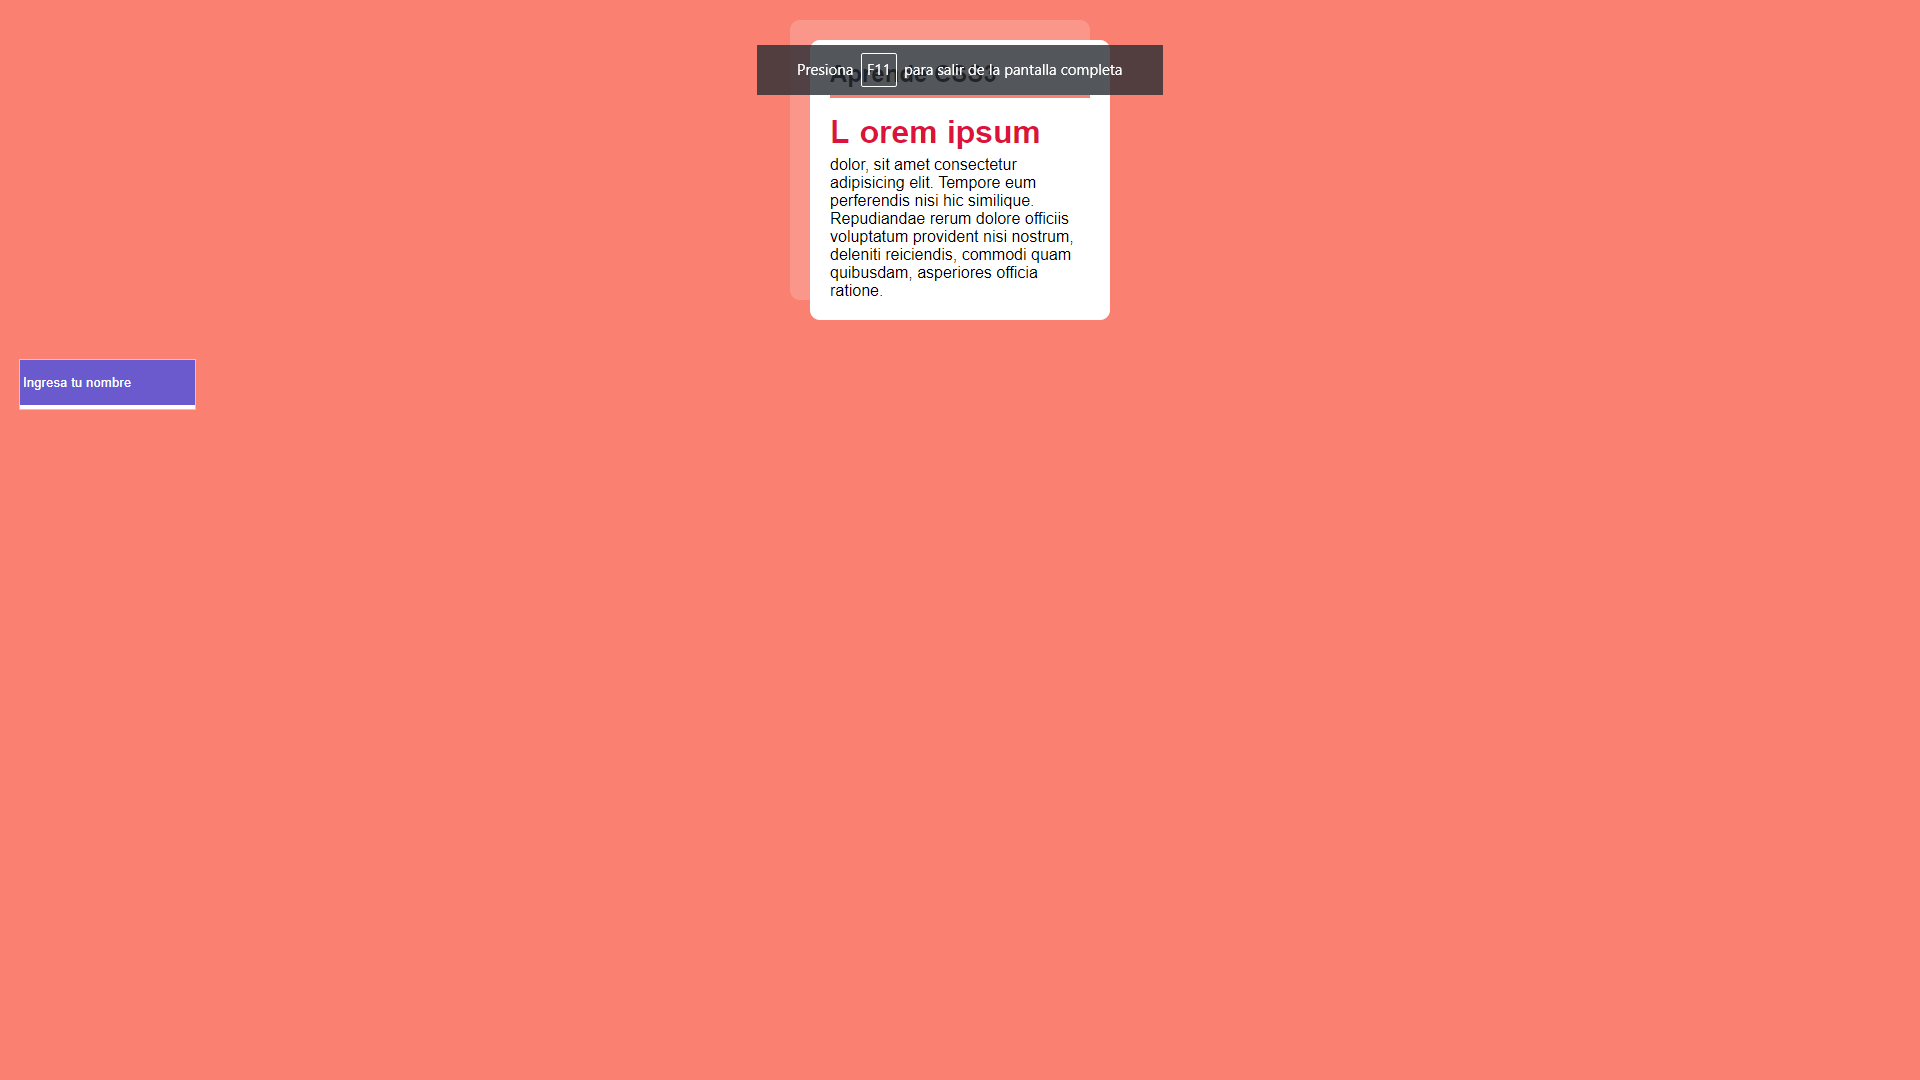 Presiona F11 para salir de la pantalla completa
Aprende CSS3
L orem ipsum
dolor, sit amet consectetur
adipisicing elit. Tempore eum
perferendis nisi hic similique.
Repudiandae rerum dolore officiis
voluptatum provident nisi nostrum,
deleniti reiciendis, commodi quam
quibusdam, asperiores officia
ratione.
Ingresa tu nombre